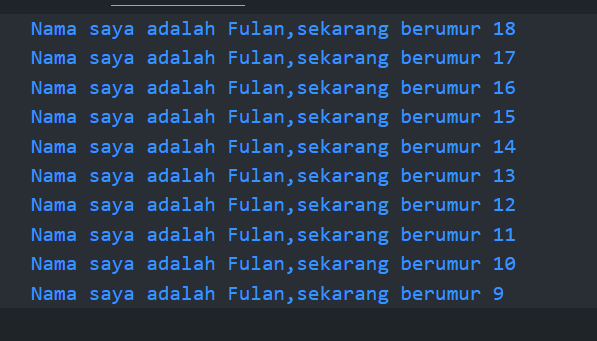 Nama saya adalah Fulan,sekarang berumur 18
Nama saya adalah Fulan,sekarang berumur 17
Nama saya adalah Fulan,sekarang berumur 16
Nama saya adalah Fulan,sekarang berumur 15
Nama saya adalah Fulan,sekarang berumur 14
Nama saya adalah Fulan,sekarang berumur 13
Nama saya adalah Fulan,sekarang berumur 12
Nama saya adalah Fulan,sekarang berumur 11
Nama saya adalah Fulan,sekarang berumur 10
Nama saya adalah Fulan,sekarang berumur 9